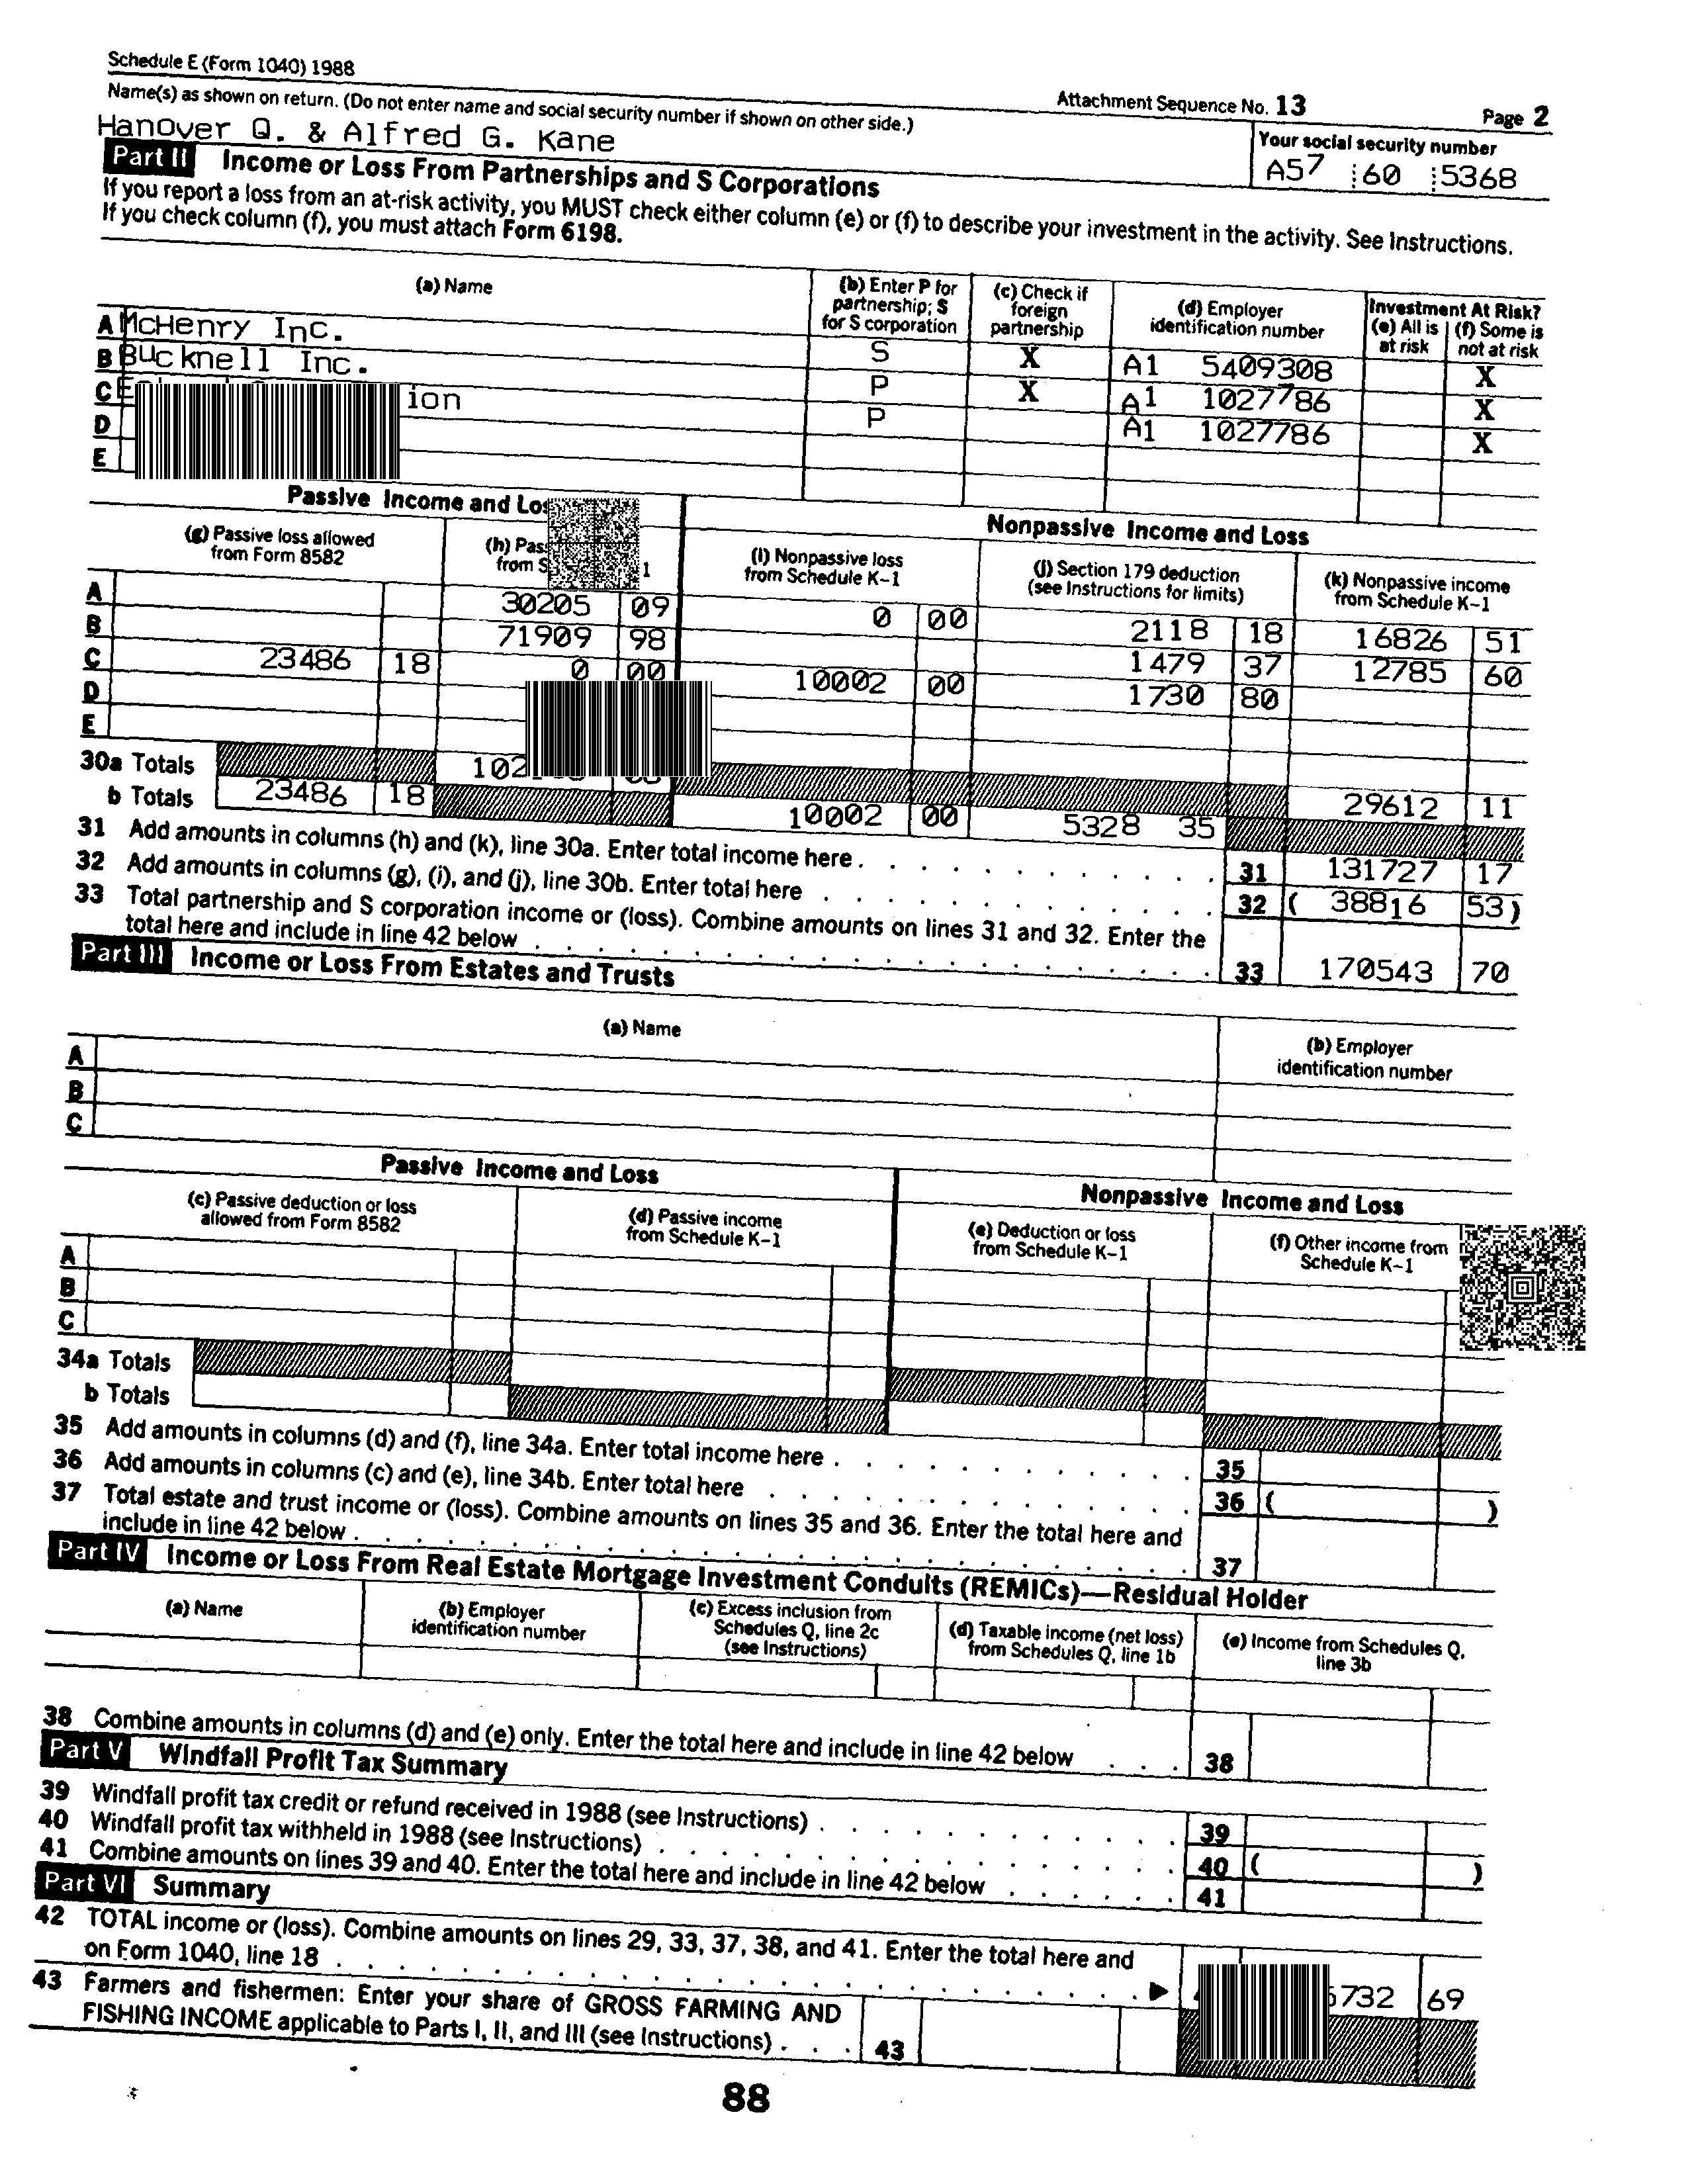 Schedule E (Form 1040) 1988
Attachment Sequence No. 13 Page 2
Name(s) as shown on return. (Do not enter name and social security number if shown on other side.)
Your social security number
Hanover Q. & Alfred G. Kane
A57 60 5368
Part II Income or Loss From Partnerships and S Corporations
If you report a loss from an at-risk activity, you MUST check either column (e) or (f) to describe your investment in the activity. See Instructions.
If you check column (f), you must attach Form 6198.
(a) Name
(b) Enter P for partnership; S for S corporation
(c) Check if foreign partnership
(d) Employer identification number
Investment At Risk?
(e) All is at risk
(f) Some is not at risk
A McHenry Inc. S X A1 5409308 X
B Bucknell Inc. P X A1 1027786 X
C ion P A1 1027786 X
D
E
Passive Income and
Nonpassive Income and Loss
(g) Passive loss allowed from Form 8582
(h) from
(i) Nonpassive loss from Schedule K-1
(j) Section 179 deduction (see Instructions for limits)
(k) Nonpassive income from Schedule K-1
A 30205 09 0 00 2118 18 16826 51
B 71909 98 1479 37 12785 60
C 23486 18 0 00 10002 00 1730 80
D
E
30a Totals 29612 11
b Totals 23486 18 10002 00 5328 35
31 Add amounts in columns (h) and (k), line 30a. Enter total income here 31 131727 17
32 Add amounts in columns (g), (i), and (j), line 30b. Enter total here 32 ( 38816 53)
33 Total partnership and S corporation income or (loss). Combine amounts on lines 31 and 32. Enter the
total here and include in line 42 below 33 170543 70
Part III Income or Loss From Estates and Trusts
(a) Name
(b) Employer identification number
A
B
C
Passive Income and Loss
Nonpassive Income and Loss
(c) Passive deduction or loss allowed from Form 8582
(d) Passive income from Schedule K-1
(e) Deduction or loss from Schedule K-1
(f) Other income from Schedule K-1
A
B
C
34a Totals
b Totals
35 Add amounts in columns (d) and (f), line 34a. Enter total income here 35
36 Add amounts in columns (c) and (e), line 34b. Enter total here 36 ( )
37 Total estate and trust income or (loss). Combine amounts on lines 35 and 36. Enter the total here and
include in line 42 below 37
Part IV Income or Loss From Real Estate Mortgage Investment Conduits (REMICs)—Residual Holder
(a) Name
(b) Employer identification number
(c) Excess inclusion from Schedules Q, line 2c (see Instructions)
(d) Taxable income (net loss) from Schedules Q, line 1b
(e) Income from Schedules Q, line 3b
38 Combine amounts in columns (d) and (e) only. Enter the total here and include in line 42 below 38
Part V Windfall Profit Tax Summary
39 Windfall profit tax credit or refund received in 1988 (see Instructions) 39
40 Windfall profit tax withheld in 1988 (see Instructions) 40 ( )
41 Combine amounts on lines 39 and 40. Enter the total here and include in line 42 below 41
Part VI Summary
42 TOTAL income or (loss). Combine amounts on lines 29, 33, 37, 38, and 41. Enter the total here and
on Form 1040, line 18 69
43 Farmers and fishermen: Enter your share of GROSS FARMING AND
FISHING INCOME applicable to Parts I, II, and III (see Instructions) 43
88